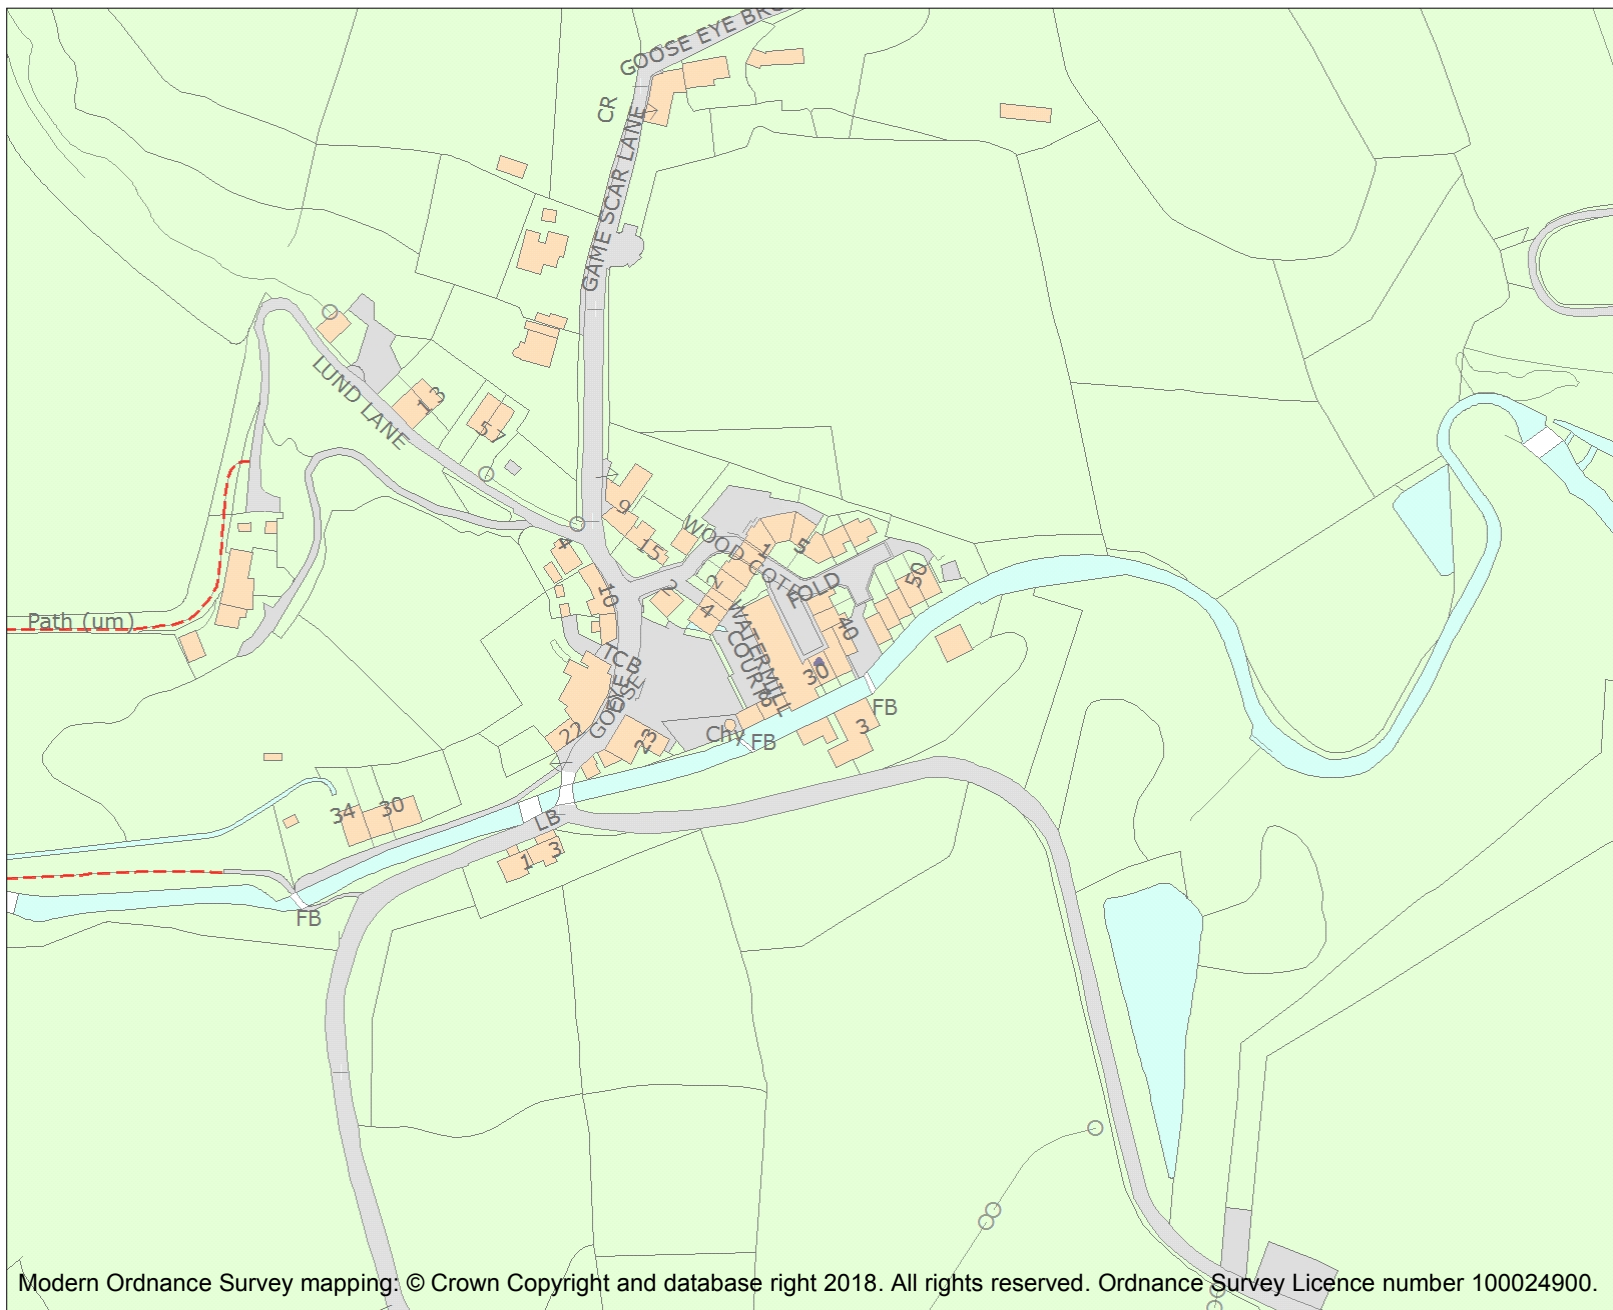 GOOSE EYE BRO
CR
GAME SCAR LANE
LUND LANE
1 3
5 7
9
15
4
10
2
WOOD COTE
FOLD
1
5
2
4
50
40
30
WATERMILL
COURT
6
Path (um)
TCB
GOOSE EYE
22
23
Chy
FB
FB
3
34
30
LB
1 3
FB
Modern Ordnance Survey mapping: © Crown Copyright and database right 2018. All rights reserved. Ordnance Survey Licence number 100024900.